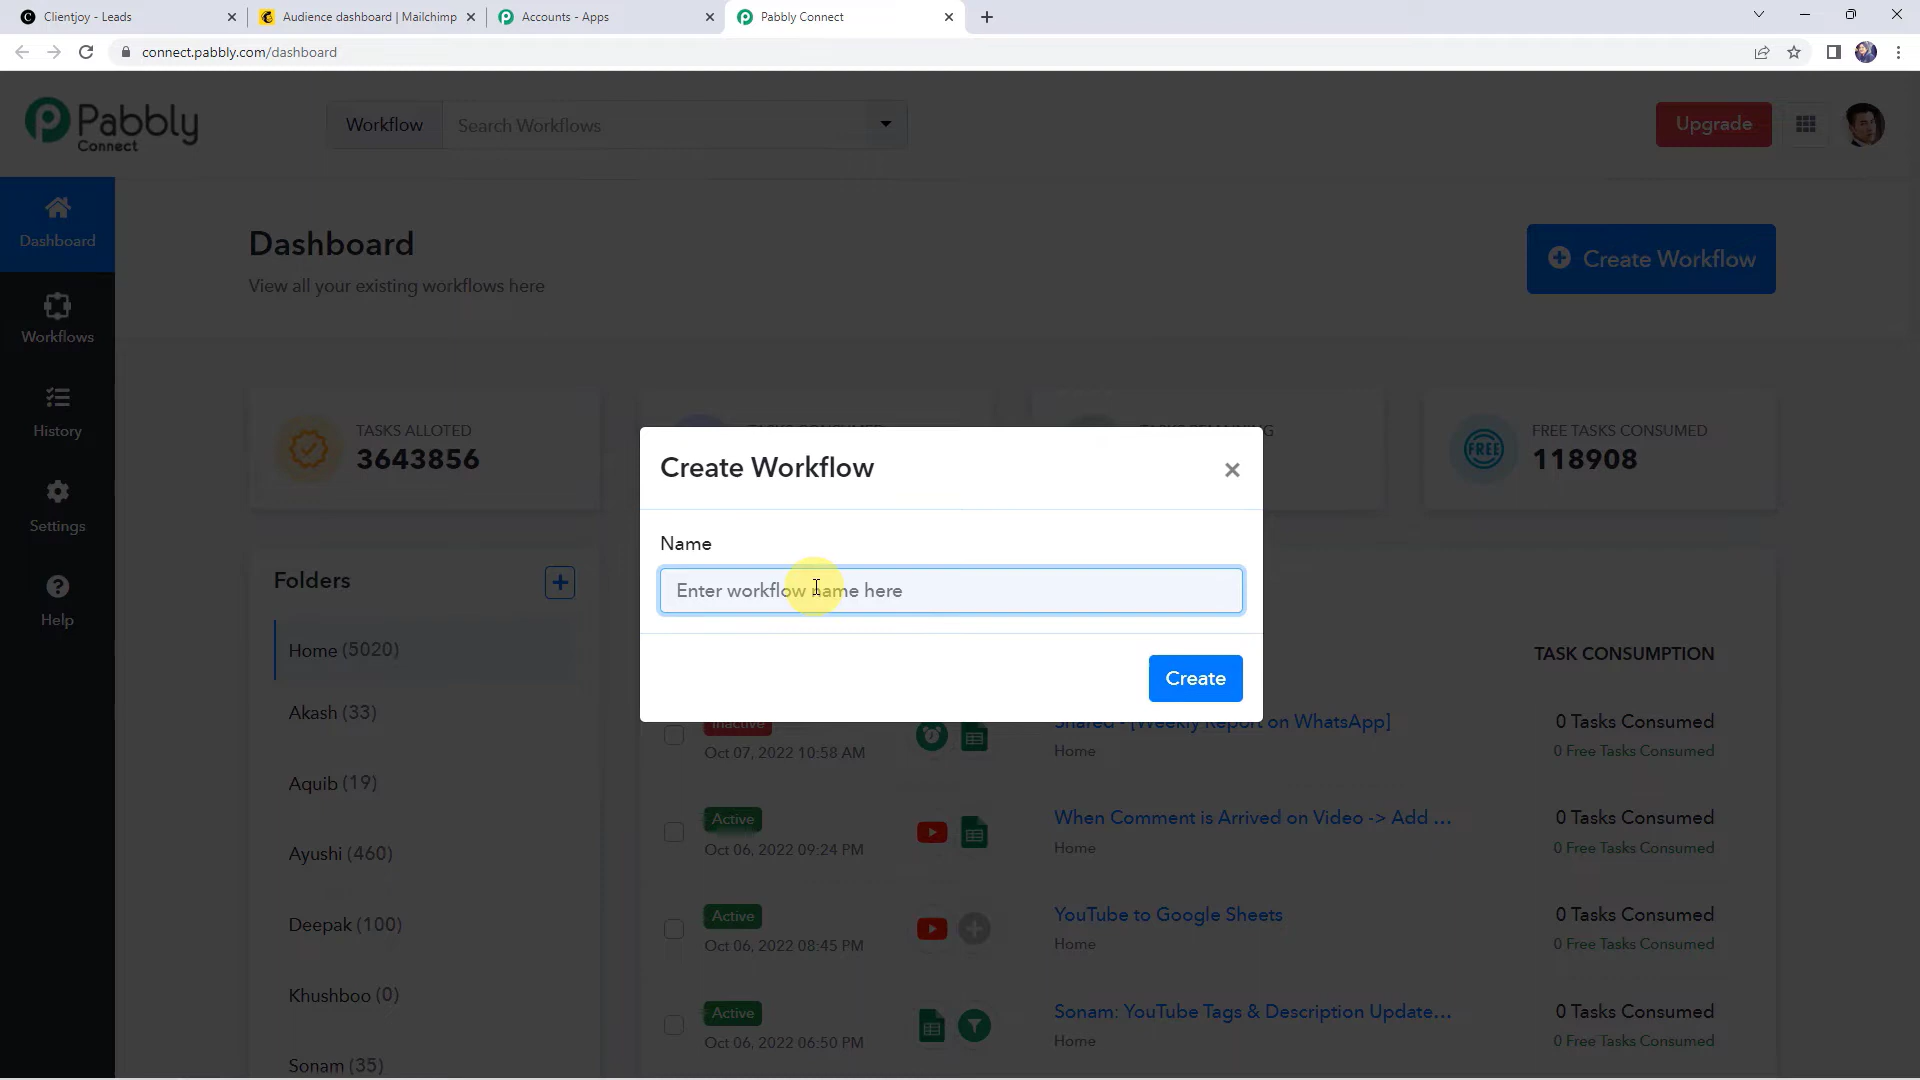 Clientjoy - Leads
Audience dashboard | Mailchimp
Accounts - Apps
Pabbly Connect
connect.pabbly.com/dashboard
Pabbly
Connect
Workflow
Search Workflows
Upgrade
Dashboard
Workflows
History
Settings
Help
Dashboard
View all your existing workflows here
Create Workflow
TASKS ALLOTED
3643856
FREE
FREE TASKS CONSUMED
118908
Create Workflow
Name
Enter workflow name here
Create
Folders
Home (5020)
Akash (33)
Aquib (19)
Ayushi (460)
Deepak (100)
Khushboo (0)
Sonam (35)
TASK CONSUMPTION
Inactive
Oct 07, 2022 10:58 AM
Shared - [Weekly Report on WhatsApp]
Home
0 Tasks Consumed
0 Free Tasks Consumed
Active
Oct 06, 2022 09:24 PM
When Comment is Arrived on Video -> Add ...
Home
0 Tasks Consumed
0 Free Tasks Consumed
Active
Oct 06, 2022 08:45 PM
YouTube to Google Sheets
Home
0 Tasks Consumed
0 Free Tasks Consumed
Active
Oct 06, 2022 06:50 PM
Sonam: YouTube Tags & Description Update...
Home
0 Tasks Consumed
0 Free Tasks Consumed